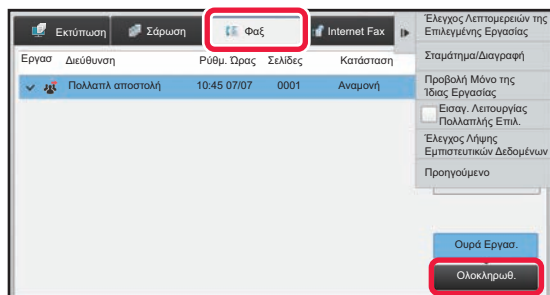 Εκτύπωση Σάρωση Φαξ Internet Fax
Εργασ Διεύθυνση Ρύθμ. Ώρας Σελίδες Κατάσταση
Πολλαπλ αποστολή 10:45 07/07 0001 Αναμονή
Έλεγχος Λεπτομερειών της
Επιλεγμένης Εργασίας
Σταμάτημα/Διαγραφή
Προβολή Μόνο της
Ίδιας Εργασίας
Εισαγ. Λειτουργίας
Πολλαπλής Επιλ.
Έλεγχος Λήψης
Εμπιστευτικών Δεδομένων
Προηγούμενο
Ουρά Εργασ.
Ολοκληρωθ.